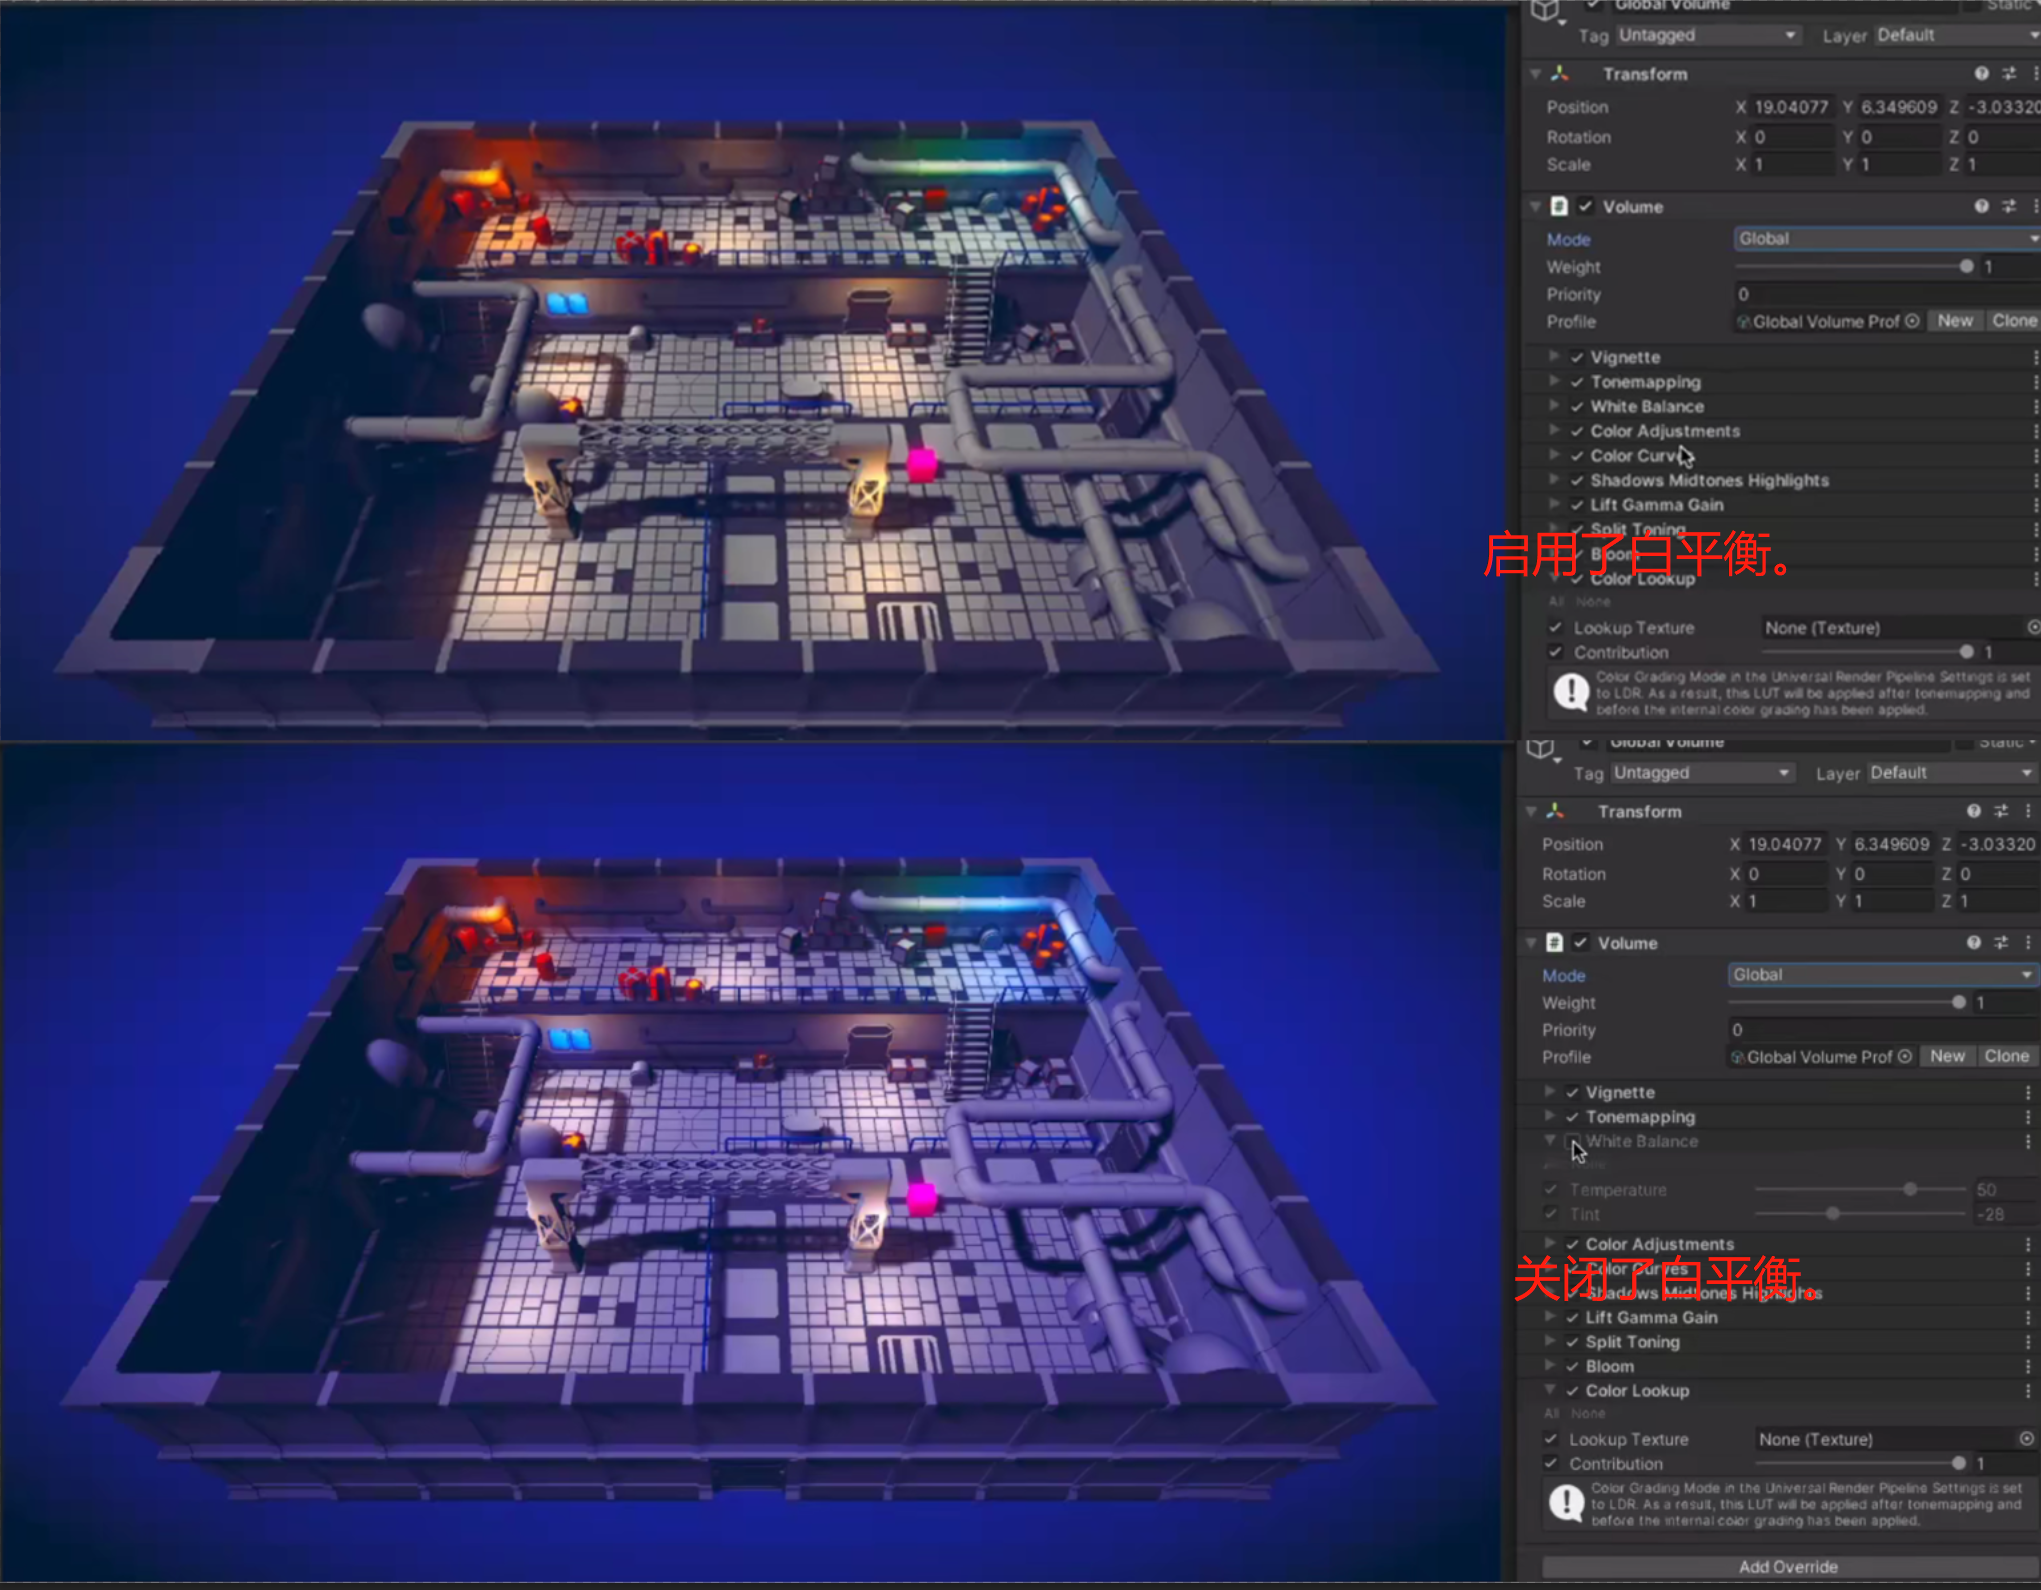 Global Volume Static
Tag Untagged Layer Default
Transform
Position X 19.04077 Y 6.349609 Z -3.03320
Rotation X 0 Y 0 Z 0
Scale X 1 Y 1 Z 1
Volume
Mode Global
Weight 1
Priority 0
Profile Global Volume Prof New Clone
Vignette
Tonemapping
White Balance
Color Adjustments
Color Curv
Shadows Midtones Highlights
Lift Gamma Gain
Split Toning
启用了白平衡。
Bloom
Color Lookup
All None
Lookup Texture None (Texture)
Contribution 1
Color Grading Mode in the Universal Render Pipeline Settings is set
to LDR. As a result, this LUT will be applied after tonemapping and
before the internal color grading has been applied.
Global Volume Static
Tag Untagged Layer Default
Transform
Position X 19.04077 Y 6.349609 Z -3.03320
Rotation X 0 Y 0 Z 0
Scale X 1 Y 1 Z 1
Volume
Mode Global
Weight 1
Priority 0
Profile Global Volume Prof New Clone
Vignette
Tonemapping
White Balance
Temperature 50
Tint -28
Color Adjustments
Color Curves
关闭了白平衡。
Shadows Midtones Highlights
Lift Gamma Gain
Split Toning
Bloom
Color Lookup
All None
Lookup Texture None (Texture)
Contribution 1
Color Grading Mode in the Universal Render Pipeline Settings is set
to LDR. As a result, this LUT will be applied after tonemapping and
before the internal color grading has been applied.
Add Override